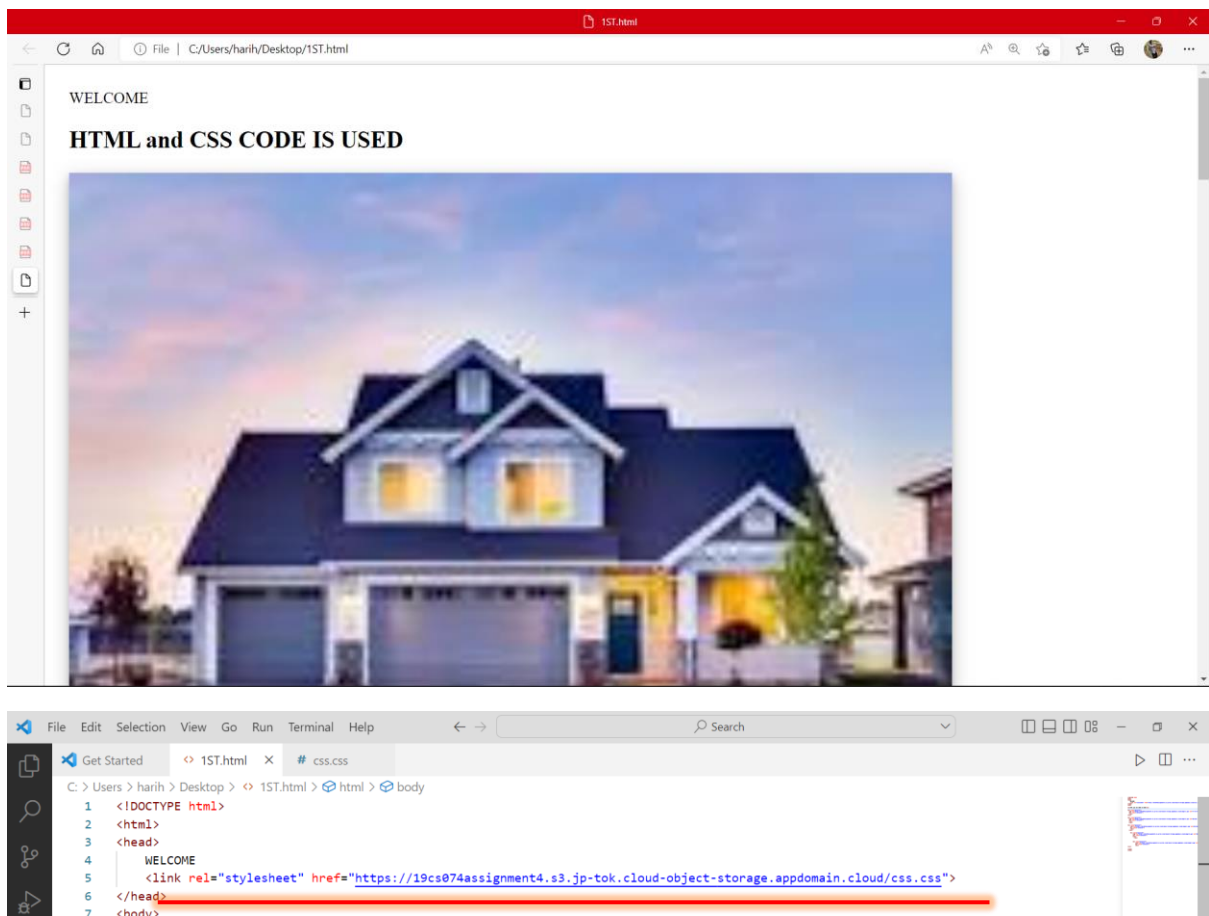 1ST.html
File | C:/Users/harih/Desktop/1ST.html
WELCOME
HTML and CSS CODE IS USED
File Edit Selection View Go Run Terminal Help Search
Get Started <> 1ST.html # css.css
C: > Users > harih > Desktop > <> 1ST.html > html > body
1 <!DOCTYPE html>
2 <html>
3 <head>
4 WELCOME
5 <link rel="stylesheet" href="https://19cs074assignment4.s3.jp-tok.cloud-object-storage.appdomain.cloud/css.css">
6 </head>
7 <body>